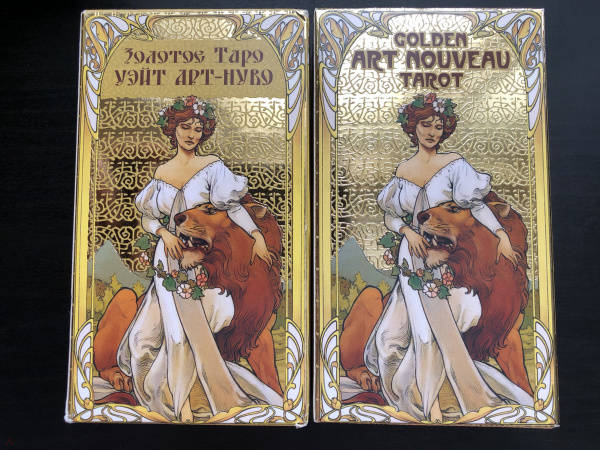 Золотое Таро
УЭЙТ АРТ-НУВО
GOLDEN
ART NOUVEAU
TAROT